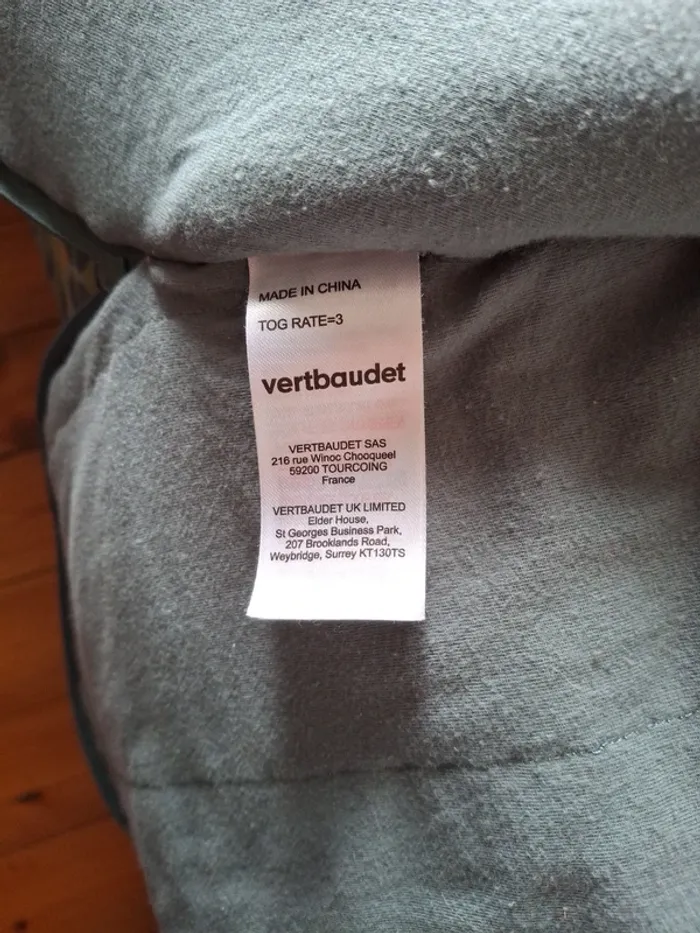 MADE IN CHINA
TOG RATE=3
vertbaudet
VERTBAUDET SAS
216 rue Winoc Chooqueel
59200 TOURCOING
France
VERTBAUDET UK LIMITED
Elder House,
St Georges Business Park,
207 Brooklands Road,
Weybridge, Surrey KT130TS